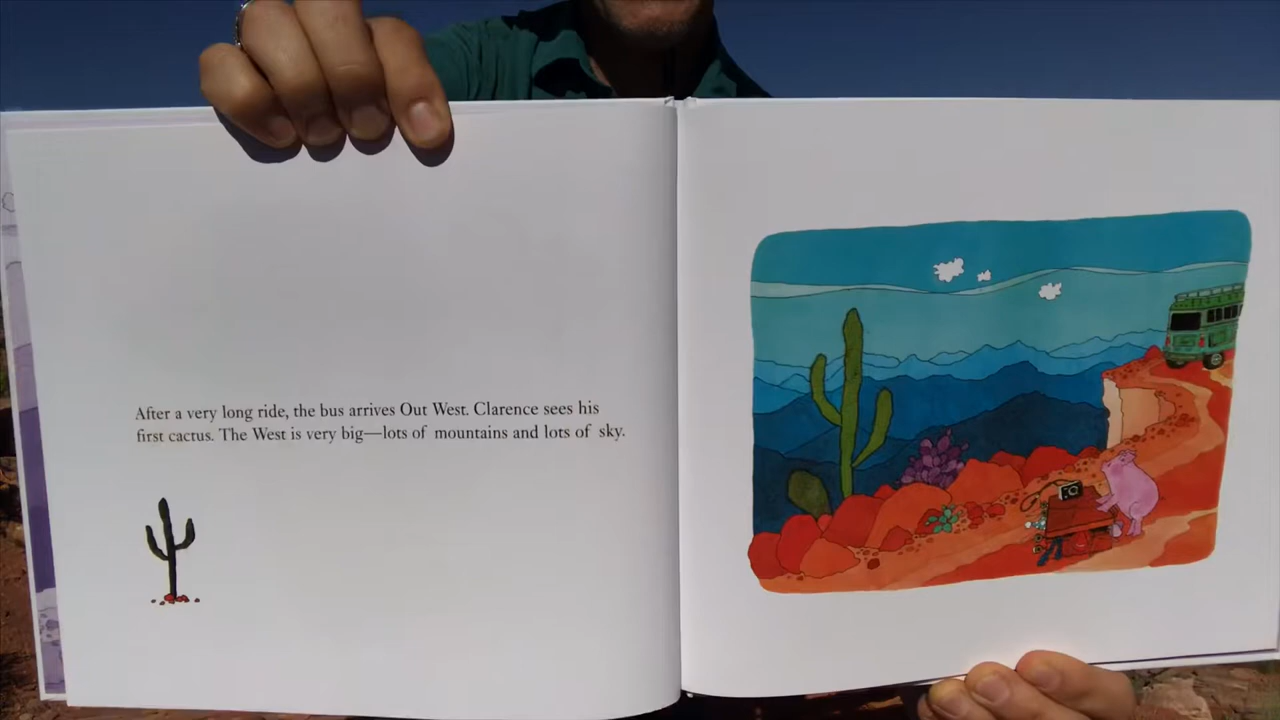 After a very long ride, the bus arrives Out West. Clarence sees his
first cactus. The West is very big—lots of mountains and lots of sky.